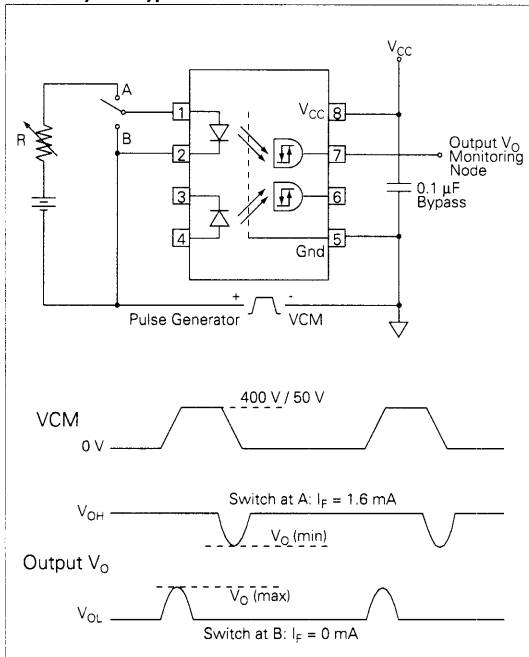 V_CC
A
1
V_CC
8
R
B
2
7
Output V_O
Monitoring
Node
3
6
0.1 µF
Bypass
4
Gnd
5
+
-
Pulse Generator
VCM
400 V / 50 V
VCM
0 V
Switch at A: I_F = 1.6 mA
V_OH
V_O (min)
Output V_O
V_O (max)
V_OL
Switch at B: I_F = 0 mA